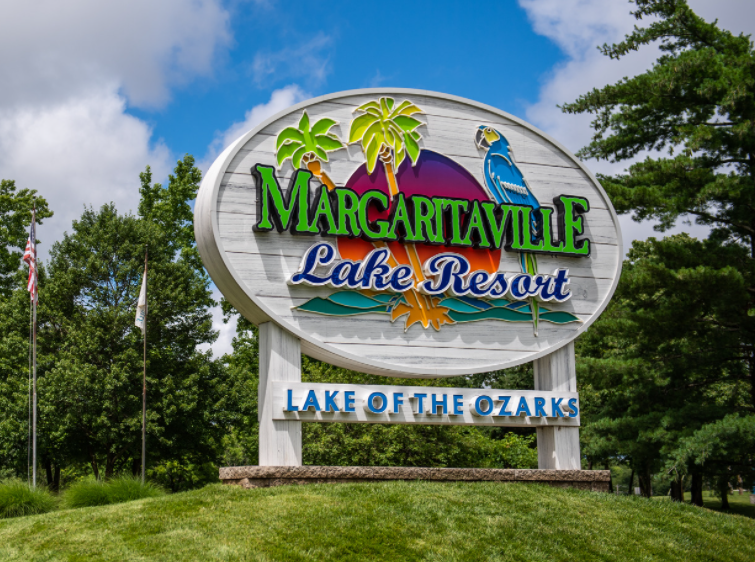 MARGARITAVILLE
Lake Resort
LAKE OF THE OZARKS